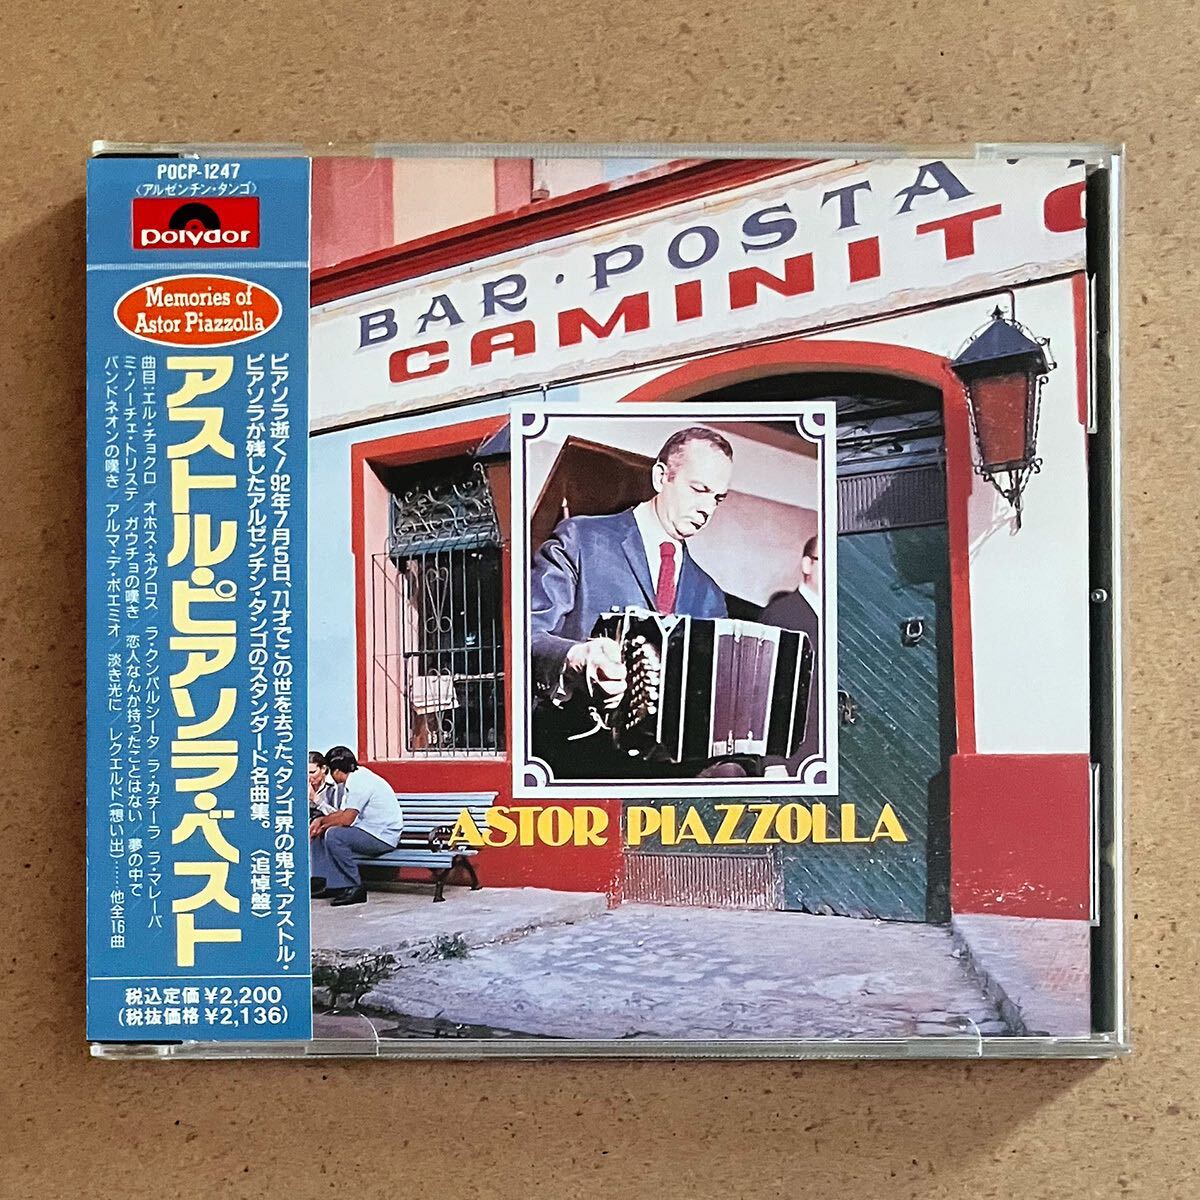 POCP-1247
〈アルゼンチン・タンゴ〉
polydor
Memories of
Astor Piazzolla
アストル・ピアソラ・ベスト
ピアソラ逝く!92年7月5日、71才でこの世を去った、タンゴ界の鬼才、アストル・
ピアソラが残したアルゼンチン・タンゴのスタンダード名曲集。〈追悼盤〉
曲目:エル・チョクロ/オホス・ネグロス/ラ・クンパルシータ/ラ・カチーラ/ラ・マレーバ
ミ・ノーチェ・トリステ/ガウチョの嘆き/恋人なんか持ったことはない/夢の中で
バンドネオンの嘆き/アルマ・デ・ボエミオ/淡き光に/レクエルド(想い出)……他全16曲
税込定価¥2,200
(税抜価格¥2,136)
BAR·POSTA
CAMINITO
ASTOR PIAZZOLLA